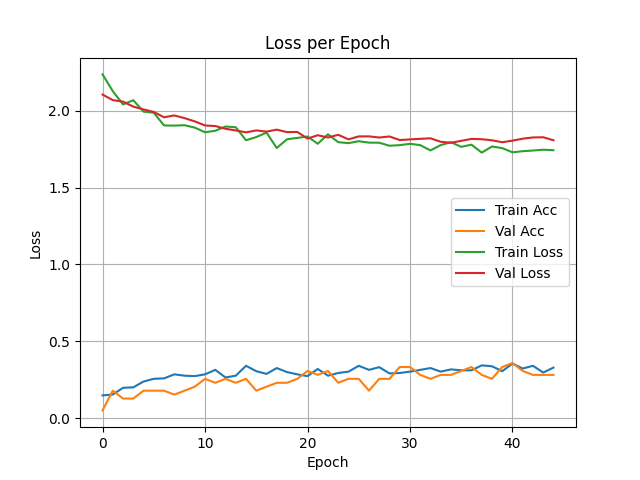 Loss per Epoch
2.0
1.5
1.0
0.5
0.0
Loss
Train Acc
Val Acc
Train Loss
Val Loss
0
10
20
30
40
Epoch